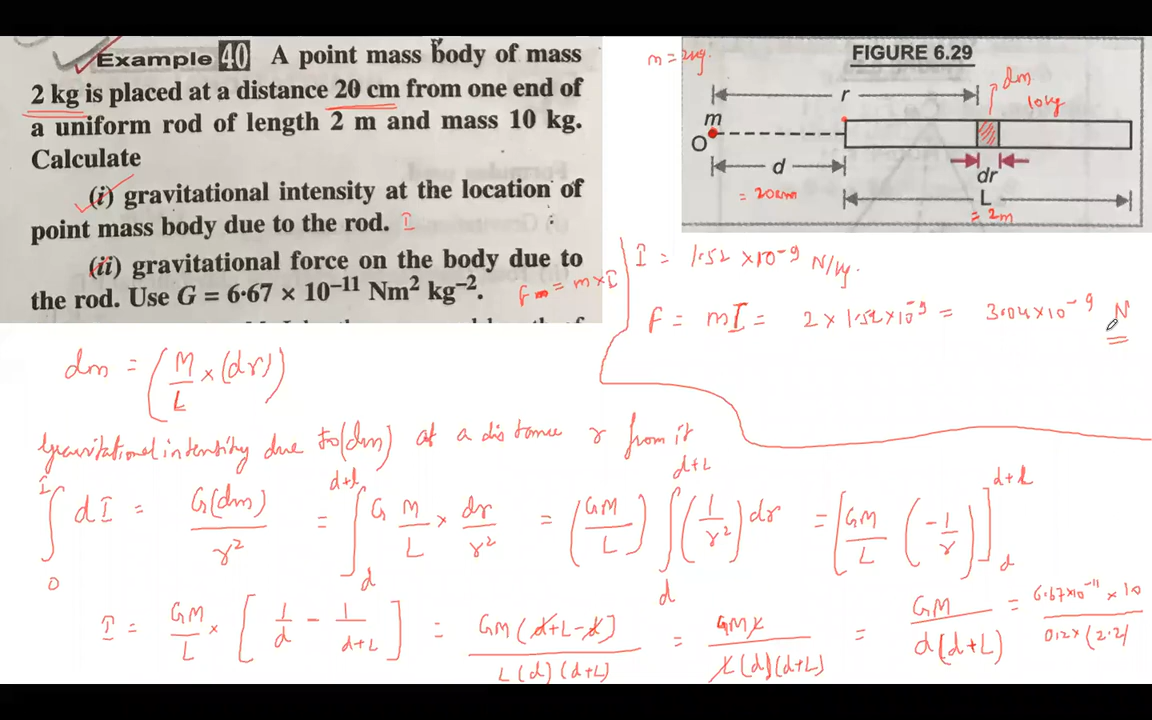 Example 40 A point mass body of mass
2 kg is placed at a distance 20 cm from one end of
a uniform rod of length 2 m and mass 10 kg.
Calculate
(i) gravitational intensity at the location of
point mass body due to the rod. I
(ii) gravitational force on the body due to
the rod. Use G = 6·67 × 10⁻¹¹ Nm² kg⁻².
F = m × I
m = 2kg.
FIGURE 6.29
dm
10kg
r
m
O
d
= 20cm
dr
L
= 2m
I = 1.52 × 10⁻⁹ N/kg.
F = mI = 2 × 1.52 × 10⁻⁹ = 3.04 × 10⁻⁹ N
dm = (M/L × (dr))
Gravitational intensity due to (dm) at a distance r from it
∫₀ᴵ dI = G(dm)/r² = ∫_d^{d+L} G M/L × dr/r² = (GM/L) ∫_d^{d+L} (1/r²) dr = [GM/L (-1/r)]_d^{d+L}
I = GM/L × [1/d - 1/(d+L)] = GM(d+L-d)/L(d)(d+L) = GML/L(d)(d+L) = GM/d(d+L) = 6.67×10⁻¹¹ × 10/0.2×(2.2)